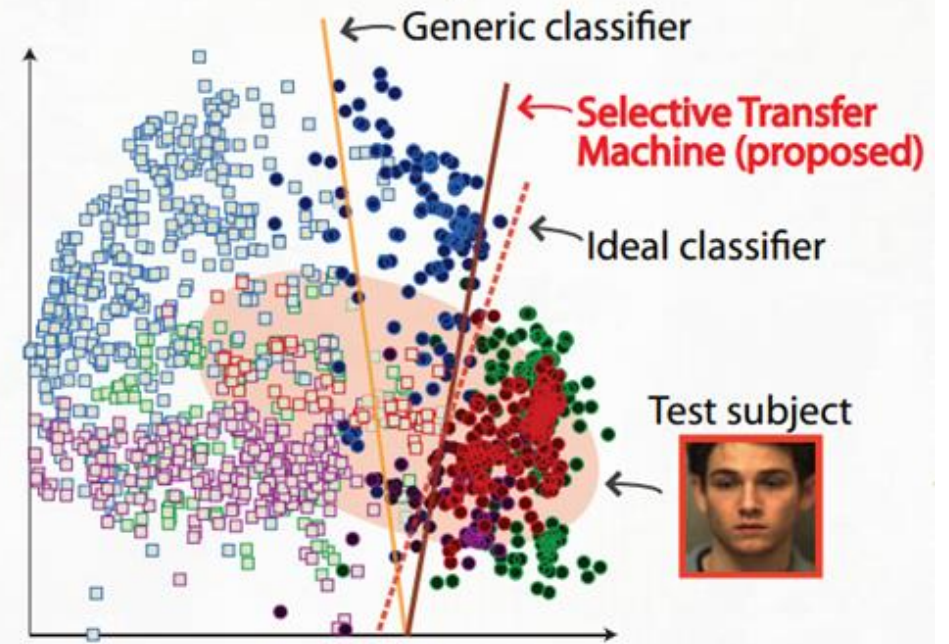 Generic classifier
Selective Transfer
Machine (proposed)
Ideal classifier
Test subject